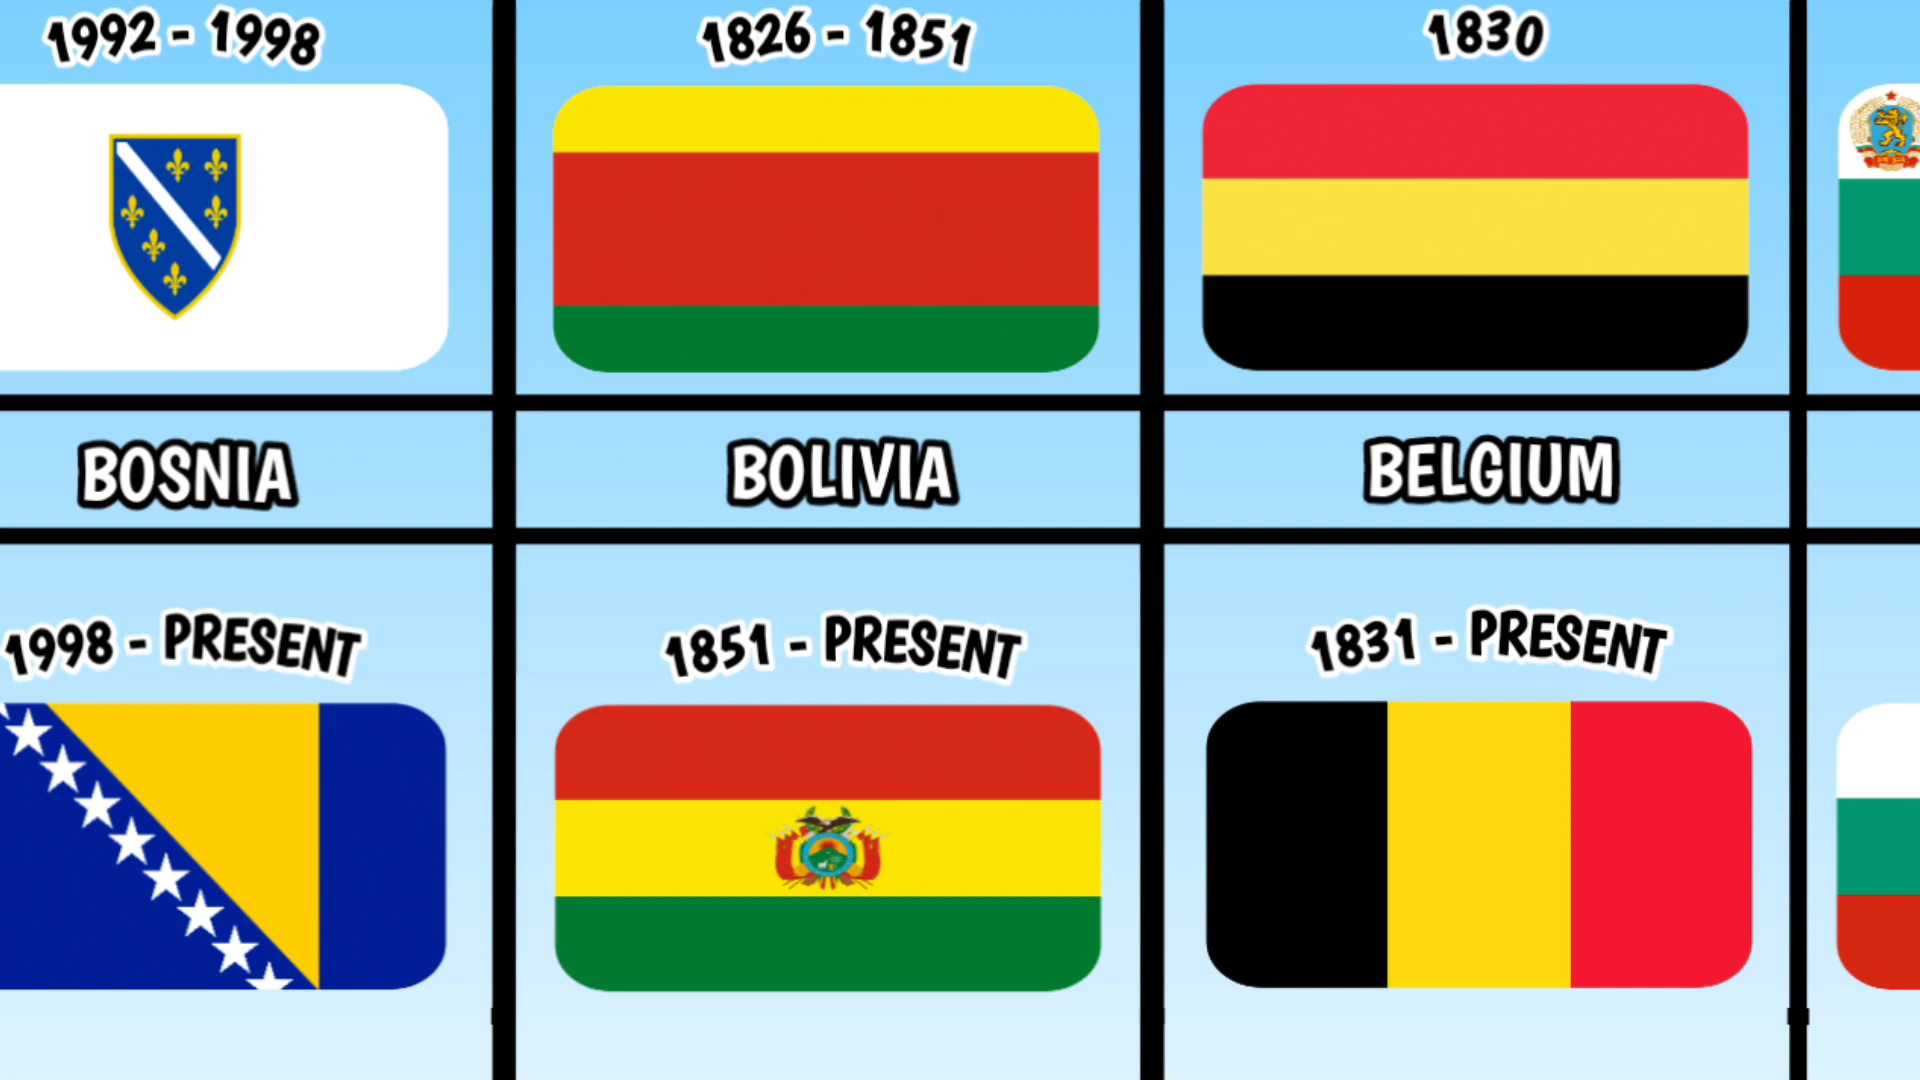 1992 - 1998
1826 - 1851
1830
BOSNIA
BOLIVIA
BELGIUM
1998 - PRESENT
1851 - PRESENT
1831 - PRESENT